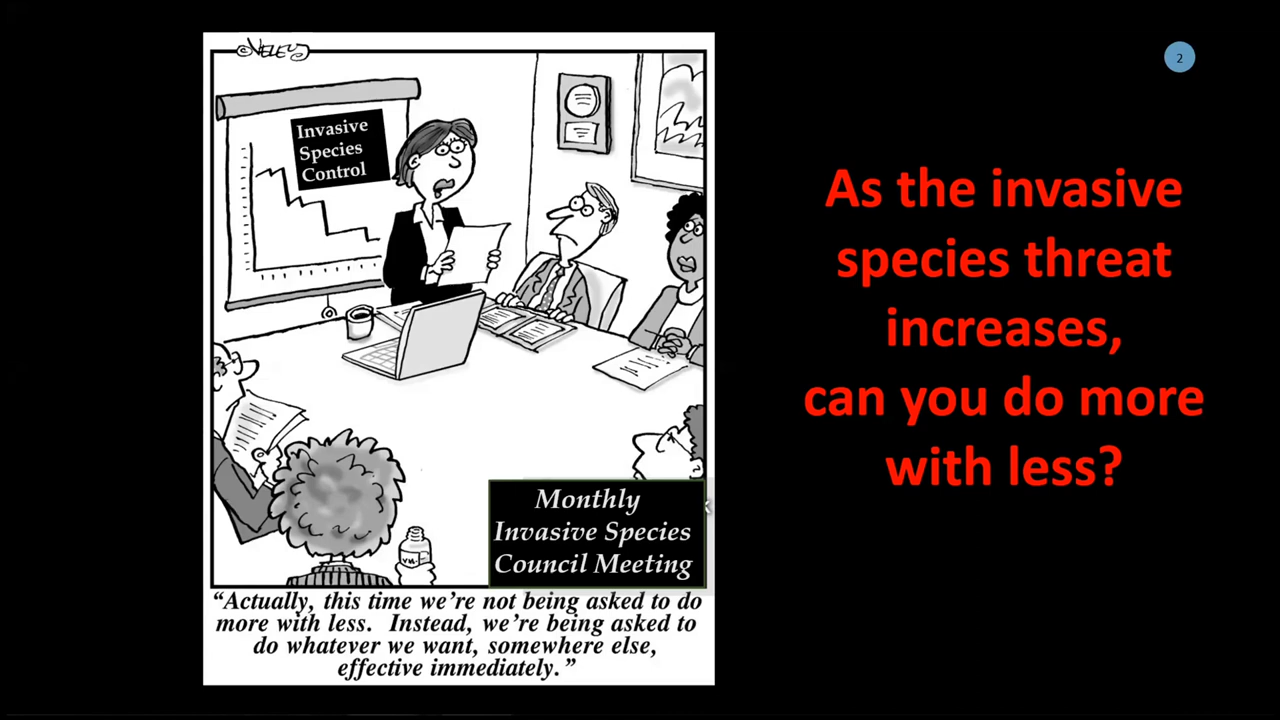 ©VELEY
2
Invasive
Species
Control
As the invasive
species threat
increases,
can you do more
with less?
Monthly
Invasive Species
Council Meeting
“Actually, this time we’re not being asked to do
more with less. Instead, we’re being asked to
do whatever we want, somewhere else,
effective immediately.”